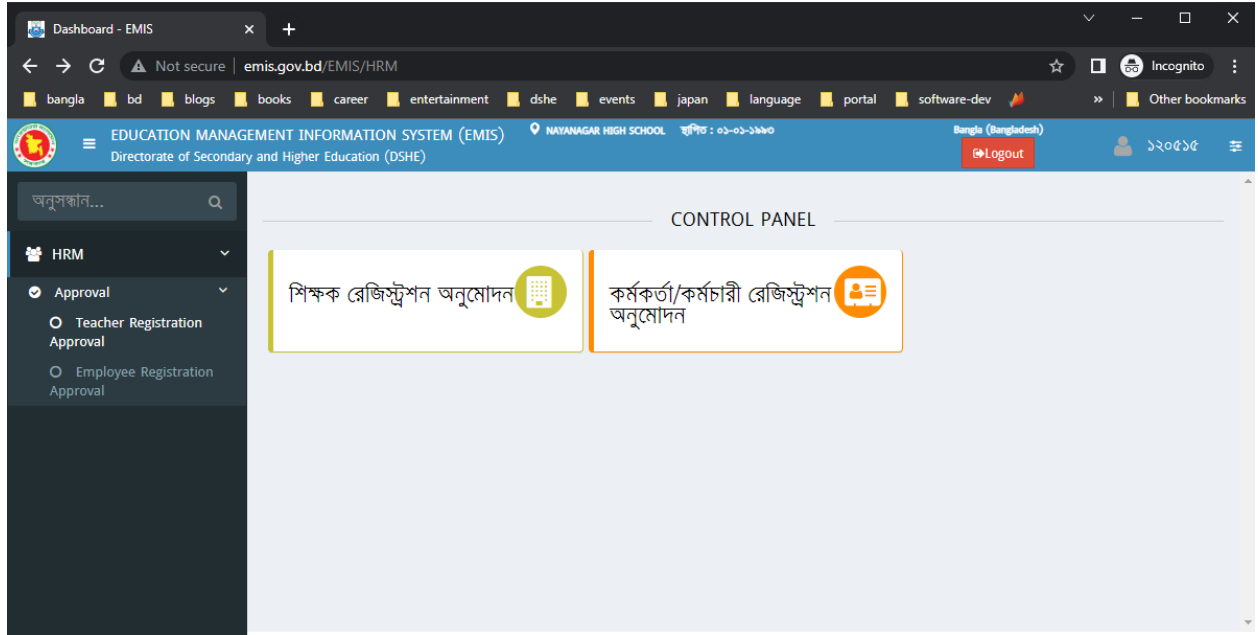 Dashboard - EMIS
Not secure | emis.gov.bd/EMIS/HRM
Incognito
bangla bd blogs books career entertainment dshe events japan language portal software-dev » Other bookmarks
EDUCATION MANAGEMENT INFORMATION SYSTEM (EMIS)
Directorate of Secondary and Higher Education (DSHE)
NAYANAGAR HIGH SCHOOL স্থাপিত : ০১-০১-১৯৯৩
Bangla (Bangladesh)
Logout
১২০৫১৫
অনুসন্ধান...
HRM
Approval
Teacher Registration
Approval
Employee Registration
Approval
CONTROL PANEL
শিক্ষক রেজিস্ট্রেশন অনুমোদন
কর্মকর্তা/কর্মচারী রেজিস্ট্রেশন
অনুমোদন